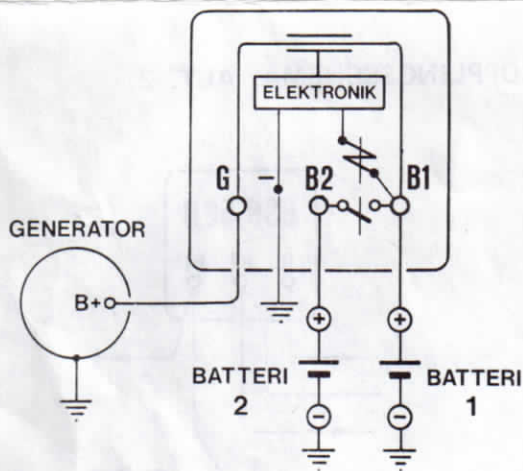 ELEKTRONIK
G – B2 B1
GENERATOR
B+
+ +
BATTERI 2
BATTERI 1
– –